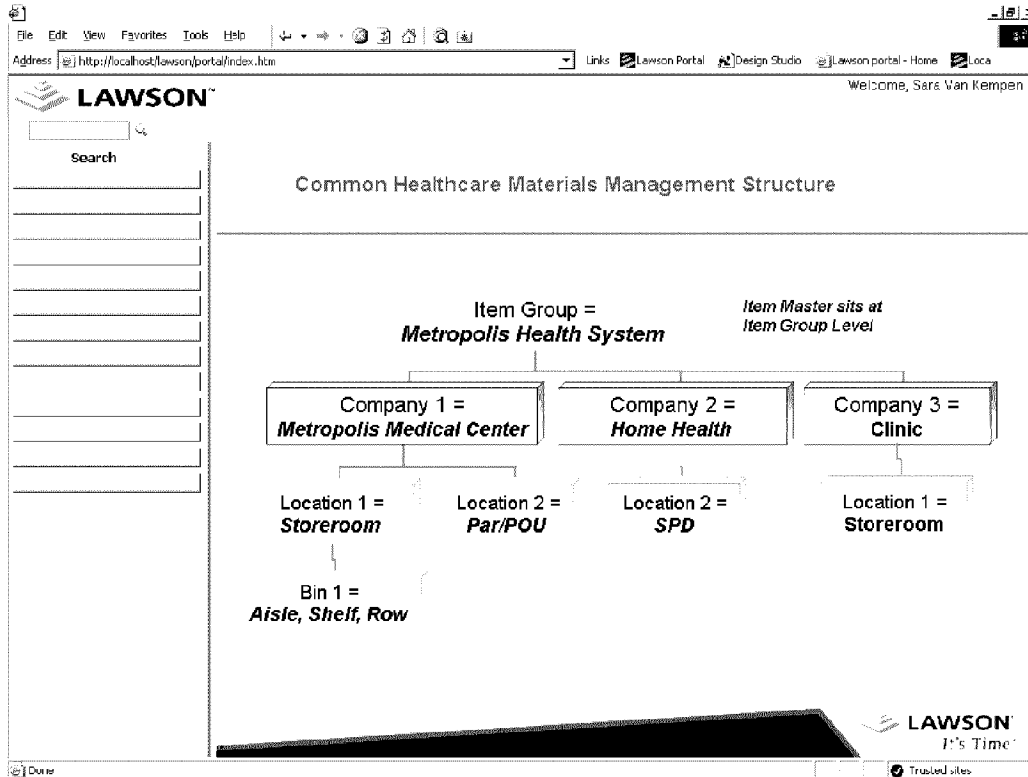 File Edit View Favorites Tools Help
Address http://localhost/lawson/portal/index.htm Links Lawson Portal Design Studio Lawson portal - Home Loca
LAWSON™
Welcome, Sara Van Kempen
Search
Common Healthcare Materials Management Structure
Item Group =
Metropolis Health System
Item Master sits at
Item Group Level
Company 1 =
Metropolis Medical Center
Company 2 =
Home Health
Company 3 =
Clinic
Location 1 =
Storeroom
Location 2 =
Par/POU
Location 2 =
SPD
Location 1 =
Storeroom
Bin 1 =
Aisle, Shelf, Row
LAWSON
It's Time
Done Trusted sites